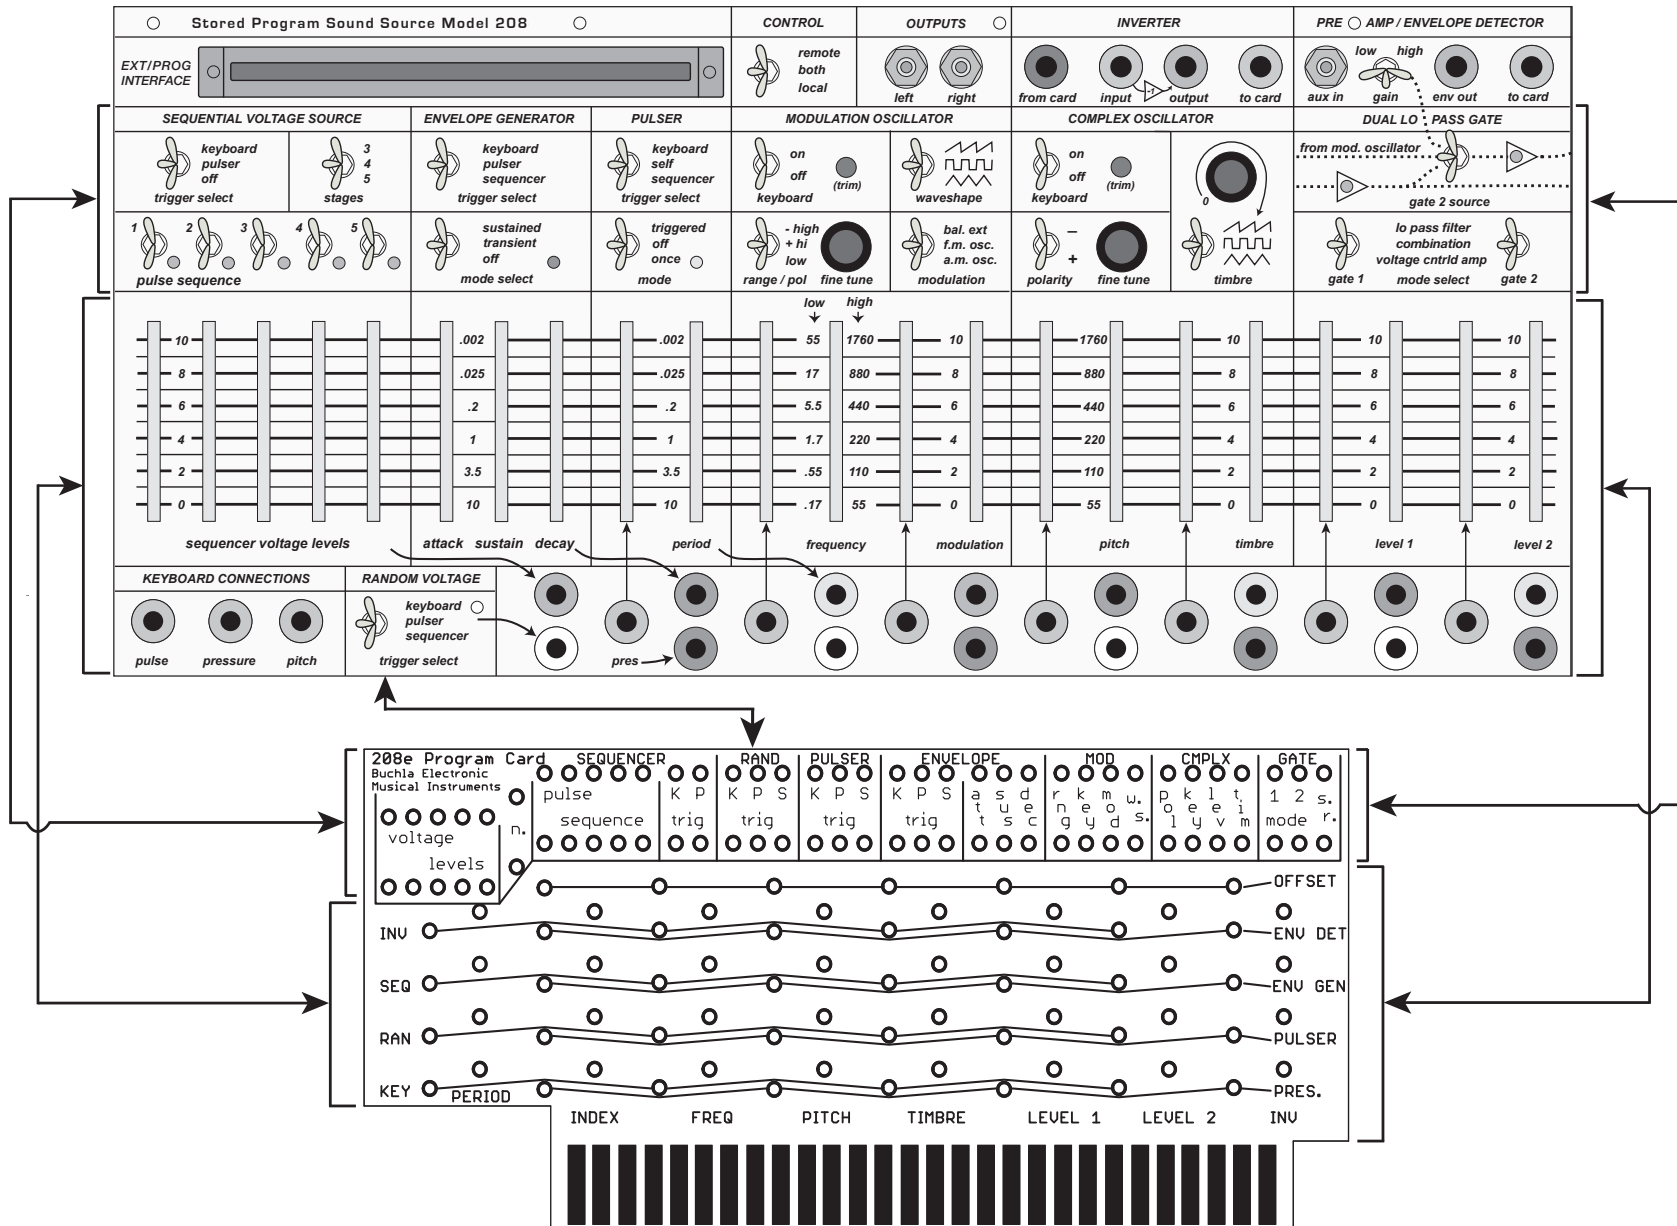 Stored Program Sound Source Model 208
CONTROL
OUTPUTS
INVERTER
PRE AMP / ENVELOPE DETECTOR
EXT/PROG
INTERFACE
remote
both
local
left right
from card input -1 output to card
low high
aux in gain env out to card
SEQUENTIAL VOLTAGE SOURCE
ENVELOPE GENERATOR
PULSER
MODULATION OSCILLATOR
COMPLEX OSCILLATOR
DUAL LO PASS GATE
keyboard
pulser
off
trigger select
3
4
5
stages
keyboard
pulser
sequencer
trigger select
keyboard
self
sequencer
trigger select
on
off
keyboard
(trim)
waveshape
on
off
keyboard
(trim)
0
from mod. oscillator
gate 2 source
1 2 3 4 5
pulse sequence
sustained
transient
off
mode select
triggered
off
once
mode
- high
+ hi
low
range / pol fine tune
bal. ext
f.m. osc.
a.m. osc.
modulation
–
+
polarity fine tune
timbre
lo pass filter
combination
voltage cntrld amp
gate 1 mode select gate 2
low high
10 .002 .002 55 1760 10 1760 10 10 10
8 .025 .025 17 880 8 880 8 8 8
6 .2 .2 5.5 440 6 440 6 6 6
4 1 1 1.7 220 4 220 4 4 4
2 3.5 3.5 .55 110 2 110 2 2 2
0 10 10 .17 55 0 55 0 0 0
sequencer voltage levels attack sustain decay period frequency modulation pitch timbre level 1 level 2
KEYBOARD CONNECTIONS
RANDOM VOLTAGE
pulse pressure pitch
keyboard
pulser
sequencer
trigger select
pres
208e Program Card
Buchla Electronic
Musical Instruments
SEQUENCER RAND PULSER ENVELOPE MOD CMPLX GATE
voltage
levels
n.
pulse
sequence
K P
trig
K P S
trig
K P S
trig
K P S
trig
att sus dec
rng key mod w.s.
pol key lev tim
1 2 s.r.
mode
OFFSET
INV ENV DET
SEQ ENV GEN
RAN PULSER
KEY PRES.
PERIOD INDEX FREQ PITCH TIMBRE LEVEL 1 LEVEL 2 INV